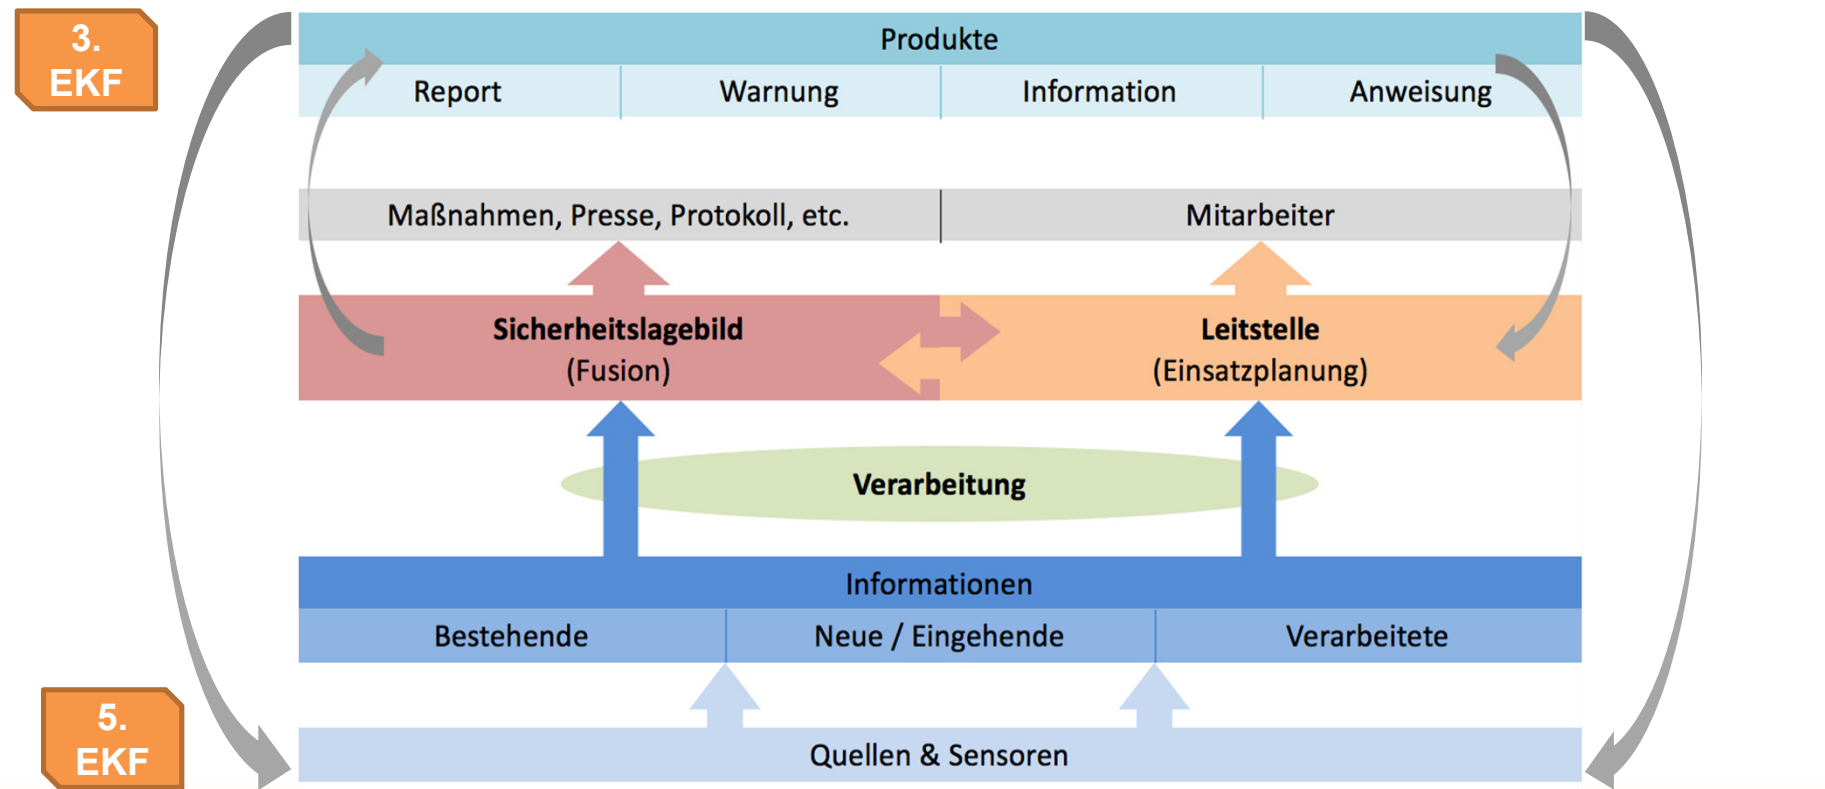 3.
EKF
Produkte
Report
Warnung
Information
Anweisung
Maßnahmen, Presse, Protokoll, etc.
Mitarbeiter
Sicherheitslagebild
(Fusion)
Leitstelle
(Einsatzplanung)
Verarbeitung
Informationen
Bestehende
Neue / Eingehende
Verarbeitete
5.
EKF
Quellen & Sensoren